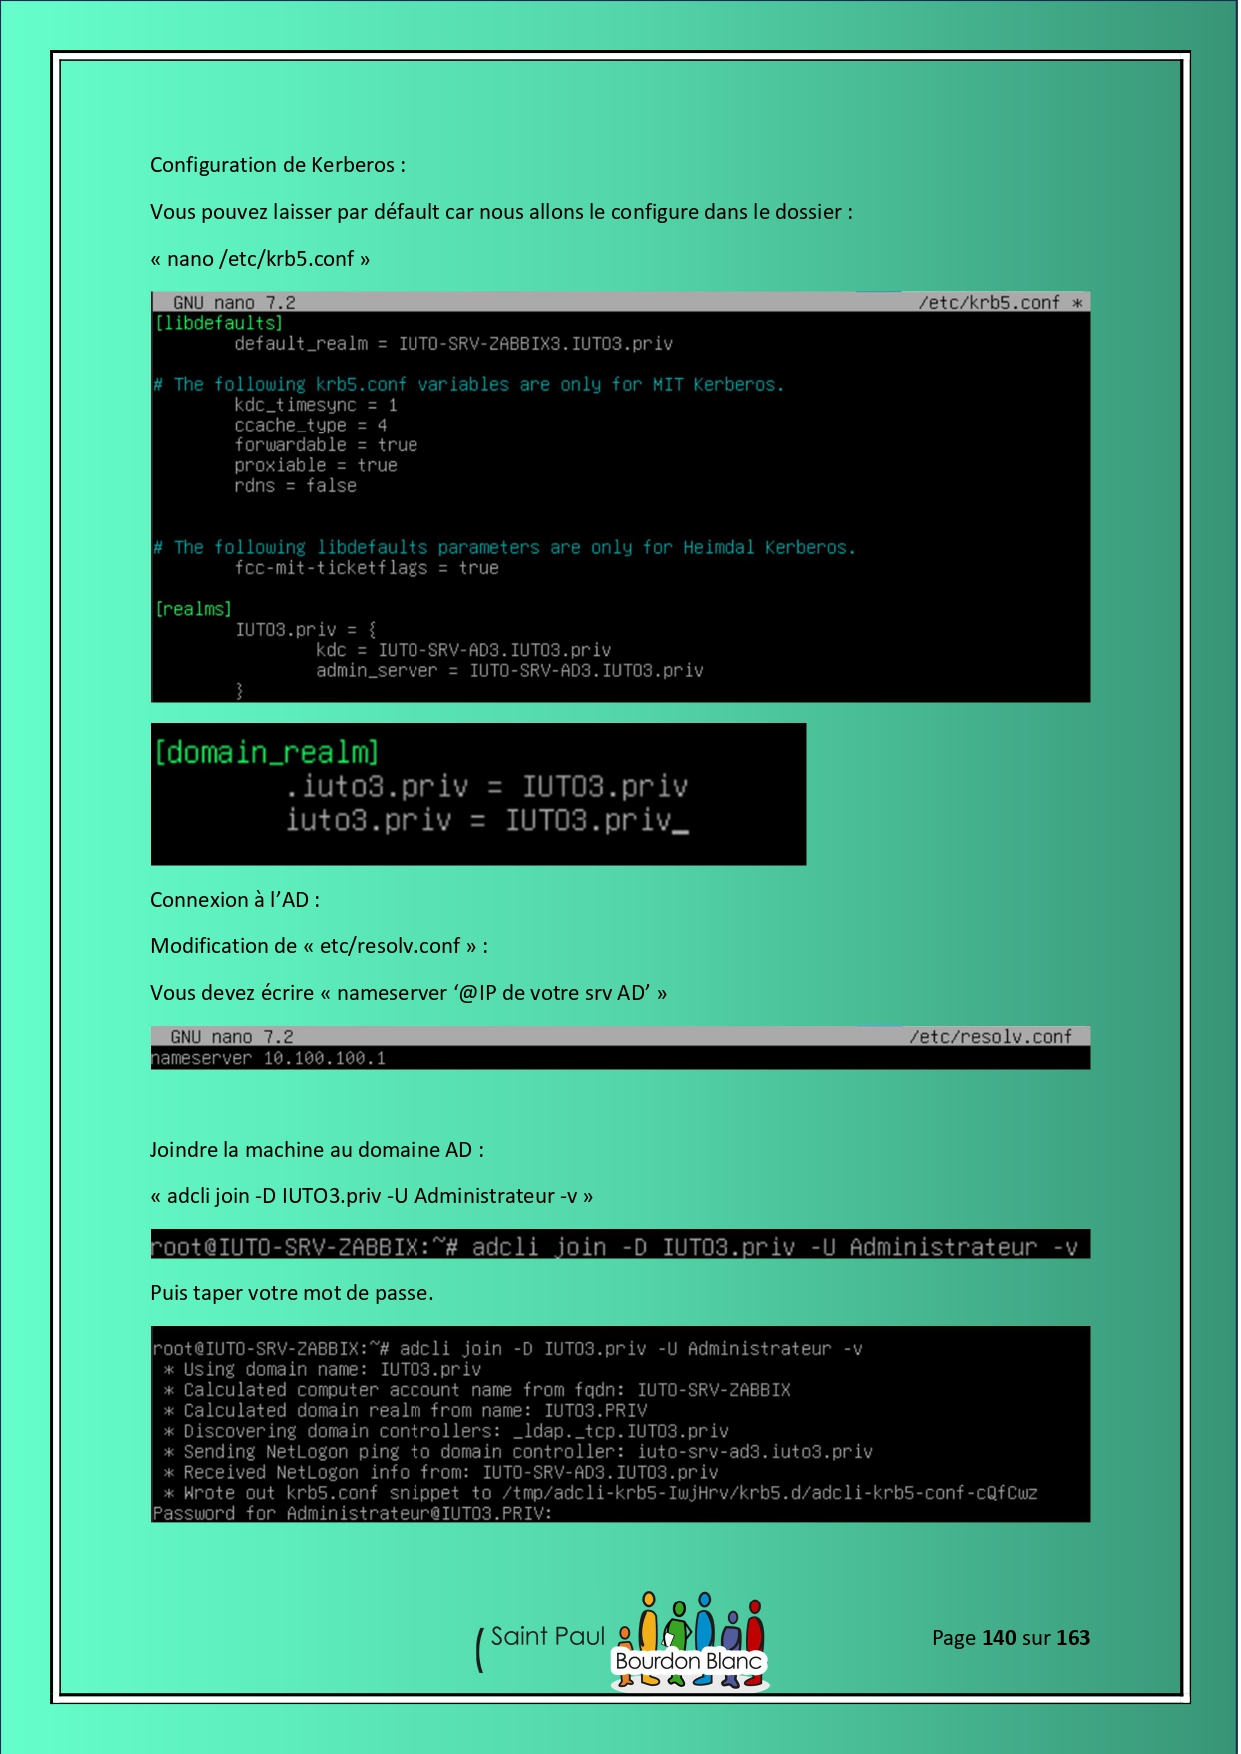 Configuration de Kerberos :
Vous pouvez laisser par défault car nous allons le configure dans le dossier :
« nano /etc/krb5.conf »
GNU nano 7.2 /etc/krb5.conf *
[libdefaults]
default_realm = IUTO-SRV-ZABBIX3.IUTO3.priv
# The following krb5.conf variables are only for MIT Kerberos.
kdc_timesync = 1
ccache_type = 4
forwardable = true
proxiable = true
rdns = false
# The following libdefaults parameters are only for Heimdal Kerberos.
fcc-mit-ticketflags = true
[realms]
IUTO3.priv = {
kdc = IUTO-SRV-AD3.IUTO3.priv
admin_server = IUTO-SRV-AD3.IUTO3.priv
}
[domain_realm]
.iuto3.priv = IUTO3.priv
iuto3.priv = IUTO3.priv_
Connexion à l’AD :
Modification de « etc/resolv.conf » :
Vous devez écrire « nameserver ‘@IP de votre srv AD’ »
GNU nano 7.2 /etc/resolv.conf
nameserver 10.100.100.1
Joindre la machine au domaine AD :
« adcli join -D IUTO3.priv -U Administrateur -v »
root@IUTO-SRV-ZABBIX:~# adcli join -D IUTO3.priv -U Administrateur -v
Puis taper votre mot de passe.
root@IUTO-SRV-ZABBIX:~# adcli join -D IUTO3.priv -U Administrateur -v
* Using domain name: IUTO3.priv
* Calculated computer account name from fqdn: IUTO-SRV-ZABBIX
* Calculated domain realm from name: IUTO3.PRIV
* Discovering domain controllers: _ldap._tcp.IUTO3.priv
* Sending NetLogon ping to domain controller: iuto-srv-ad3.iuto3.priv
* Received NetLogon info from: IUTO-SRV-AD3.IUTO3.priv
* Wrote out krb5.conf snippet to /tmp/adcli-krb5-IwjHrv/krb5.d/adcli-krb5-conf-cQfCwz
Password for Administrateur@IUTO3.PRIV:
Saint Paul
Bourdon Blanc
Page 140 sur 163